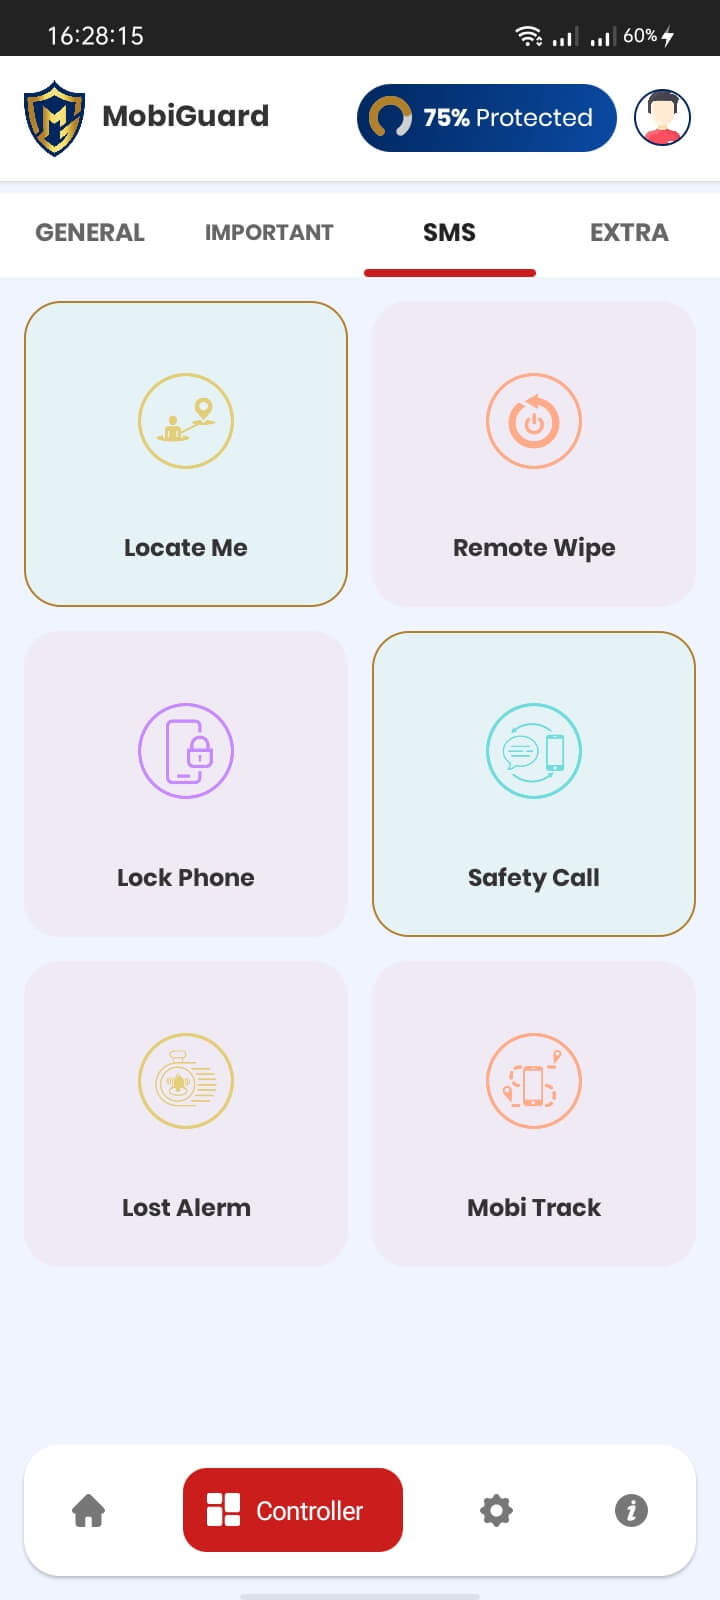 16:28:15
60%
MobiGuard
75% Protected
GENERAL IMPORTANT SMS EXTRA
Locate Me
Remote Wipe
Lock Phone
Safety Call
Lost Alerm
Mobi Track
Controller